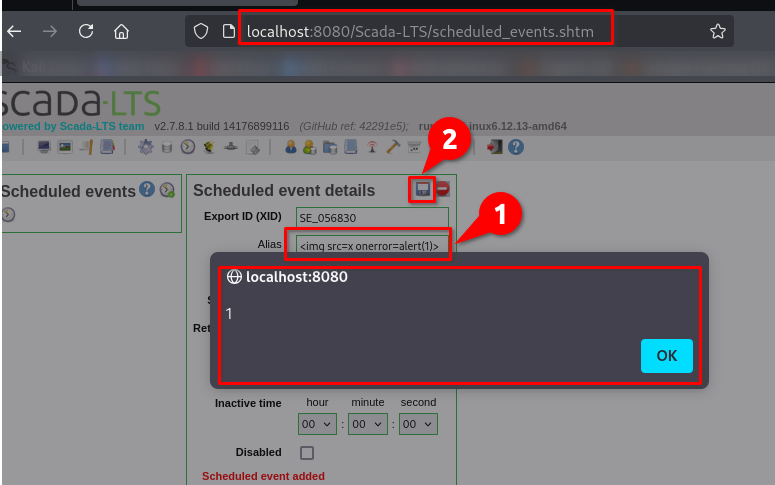 localhost:8080/Scada-LTS/scheduled_events.shtm
SCADA-LTS
owered by Scada-LTS team v2.7.8.1 build 14176899116 (GitHub ref: 42291e5); inux6.12.13-amd64
2
Scheduled events
Scheduled event details
Export ID (XID) SE_056830
1
Alias <img src=x onerror=alert(1)>
localhost:8080
1
OK
Inactive time hour minute second
00 : 00 : 00
Disabled
Scheduled event added